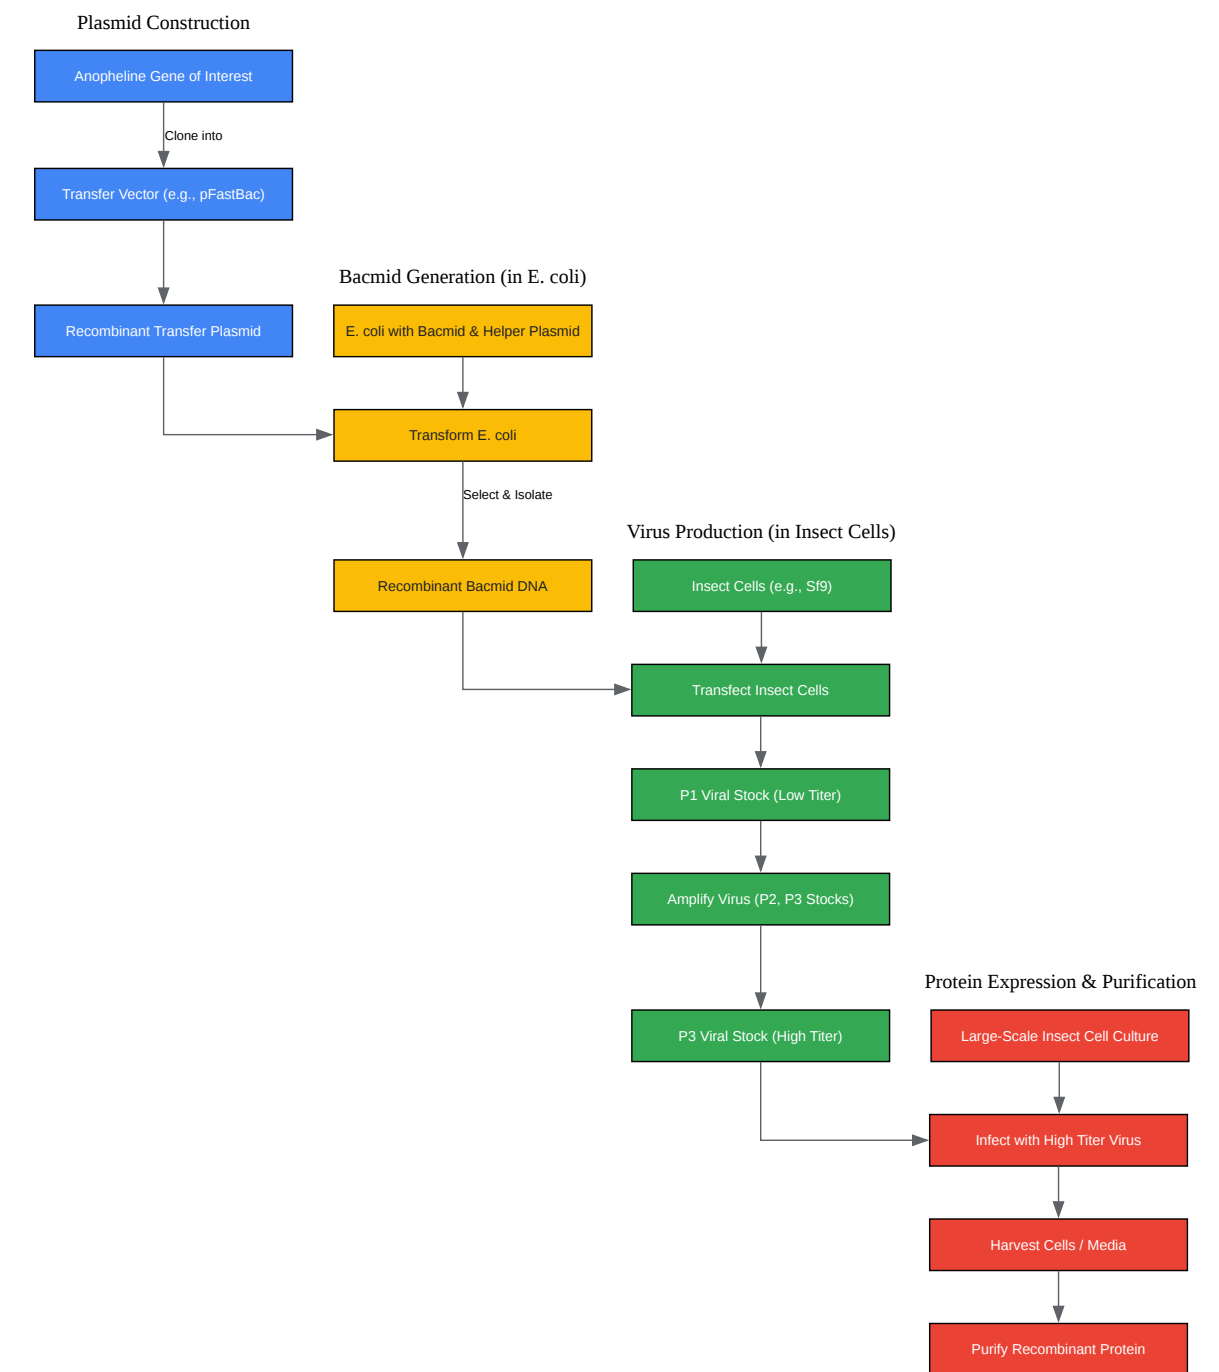 Plasmid Construction
Anopheline Gene of Interest
Clone into
Transfer Vector (e.g., pFastBac)
Recombinant Transfer Plasmid
Bacmid Generation (in E. coli)
E. coli with Bacmid & Helper Plasmid
Transform E. coli
Select & Isolate
Recombinant Bacmid DNA
Virus Production (in Insect Cells)
Insect Cells (e.g., Sf9)
Transfect Insect Cells
P1 Viral Stock (Low Titer)
Amplify Virus (P2, P3 Stocks)
P3 Viral Stock (High Titer)
Protein Expression & Purification
Large-Scale Insect Cell Culture
Infect with High Titer Virus
Harvest Cells / Media
Purify Recombinant Protein